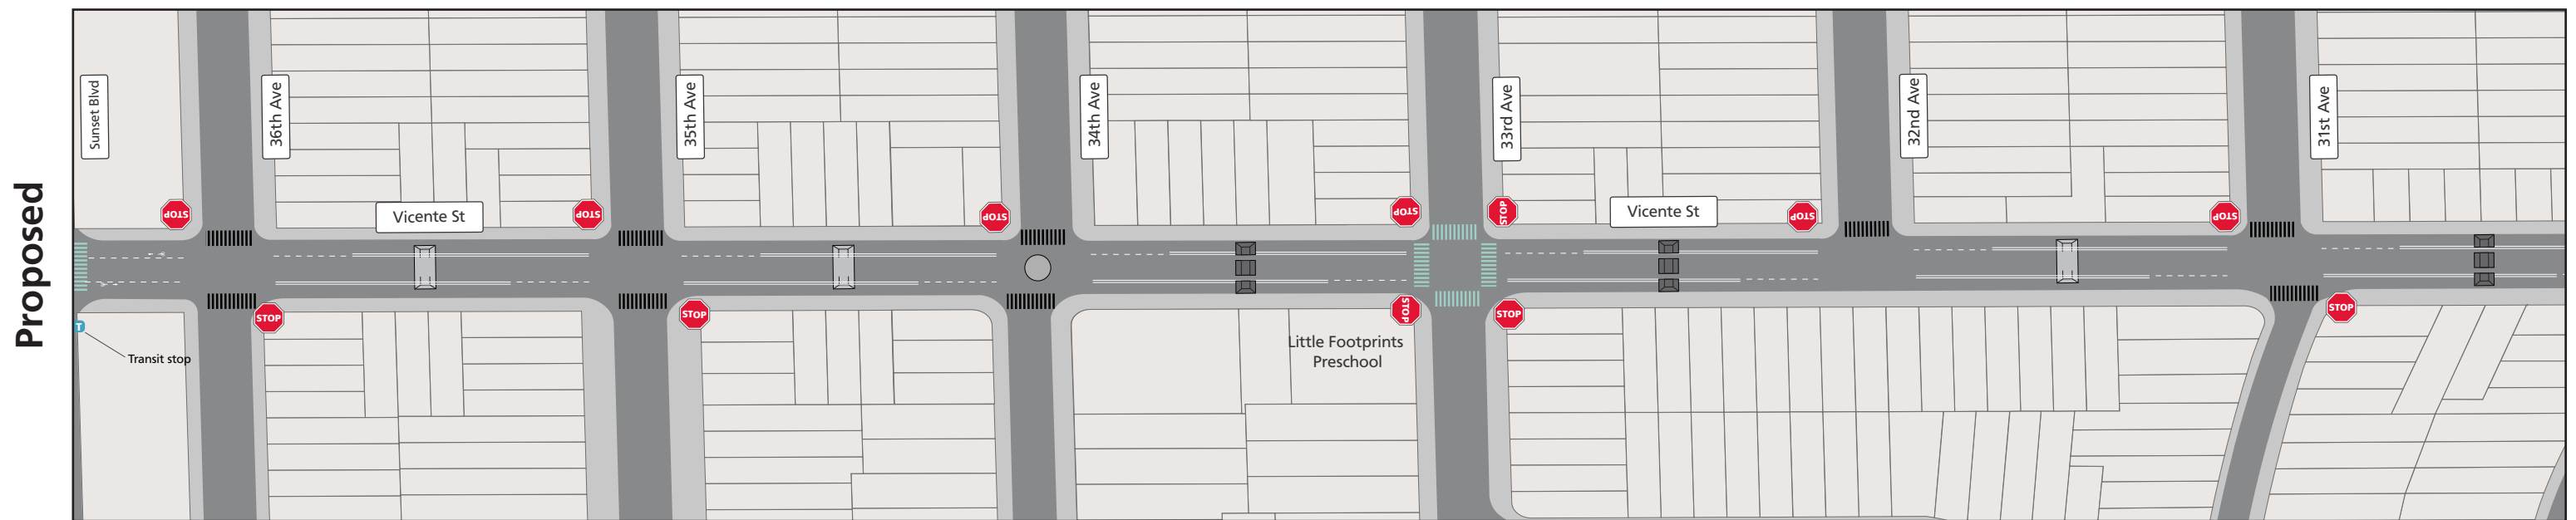 Proposed
Sunset Blvd
36th Ave
35th Ave
34th Ave
33rd Ave
32nd Ave
31st Ave
STOP
Vicente St
STOP
STOP
STOP
STOP
Vicente St
STOP
STOP
STOP
STOP
STOP
STOP
STOP
T
Transit stop
Little Footprints
Preschool